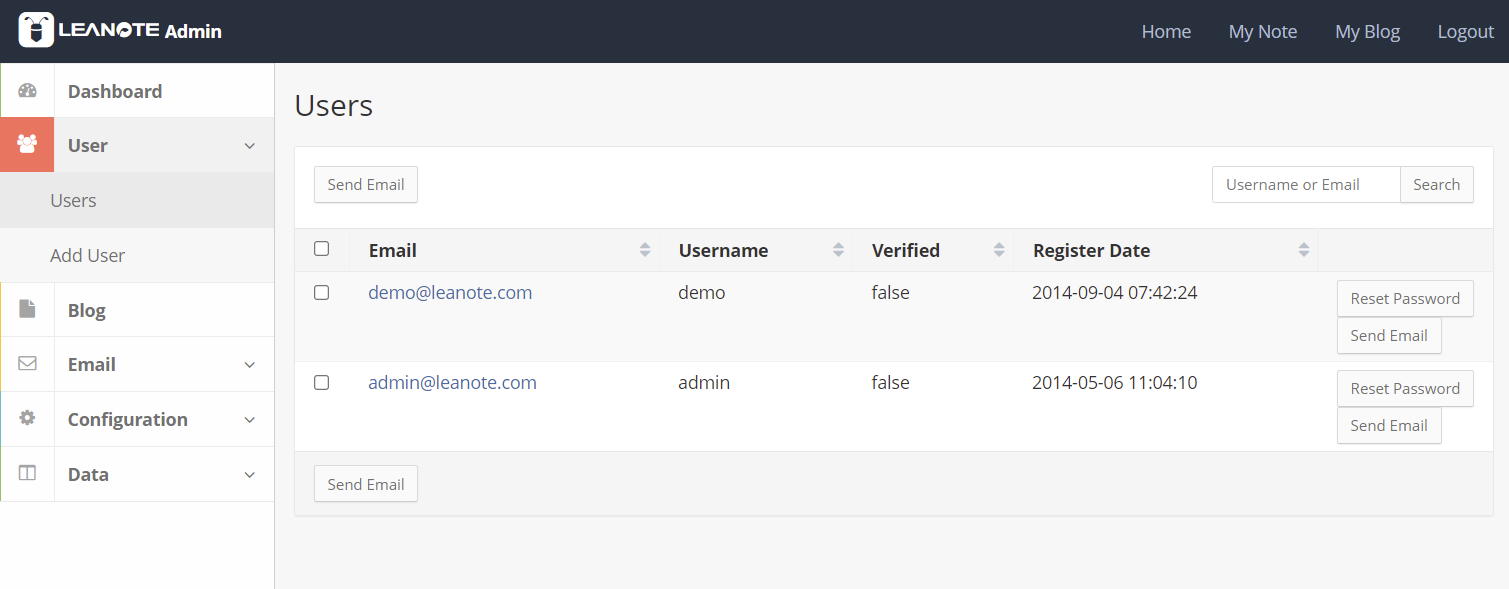 LEANOTE Admin
Home My Note My Blog Logout
Dashboard
User
Users
Add User
Blog
Email
Configuration
Data
Users
Send Email
Username or Email Search
Email Username Verified Register Date
demo@leanote.com demo false 2014-09-04 07:42:24 Reset Password
Send Email
admin@leanote.com admin false 2014-05-06 11:04:10 Reset Password
Send Email
Send Email